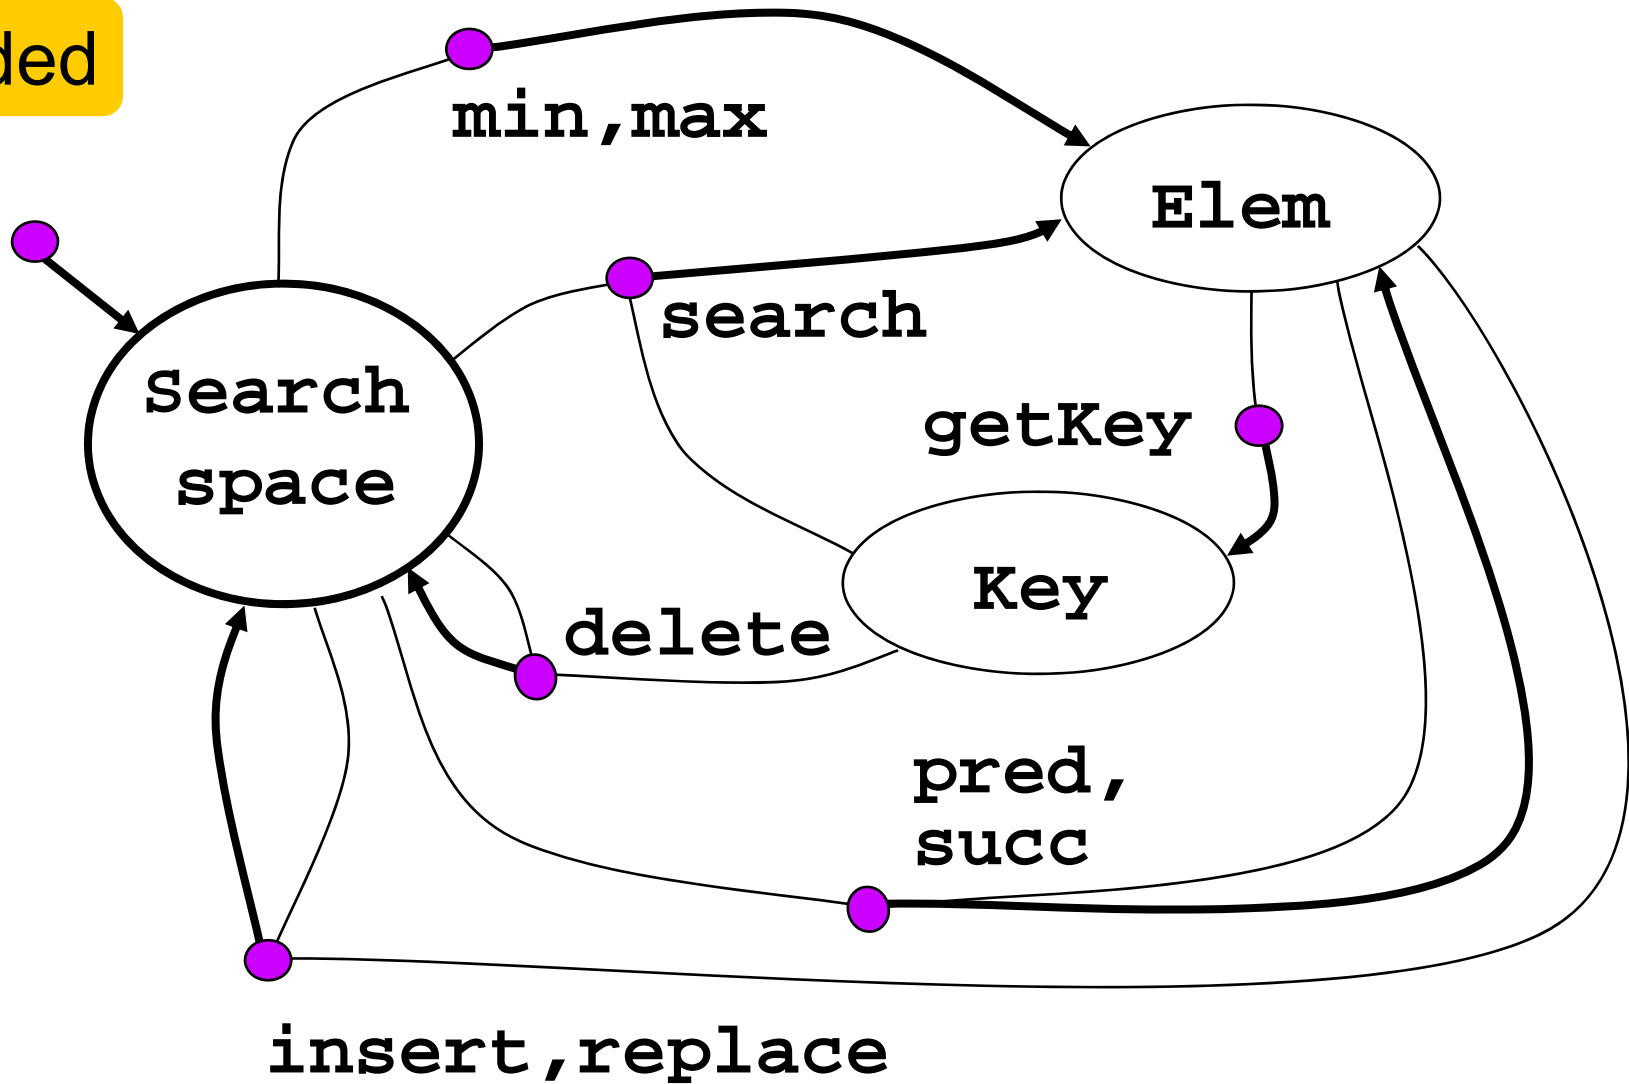 ded
min,max
Elem
search
Search
space
getKey
Key
delete
pred,
succ
insert,replace